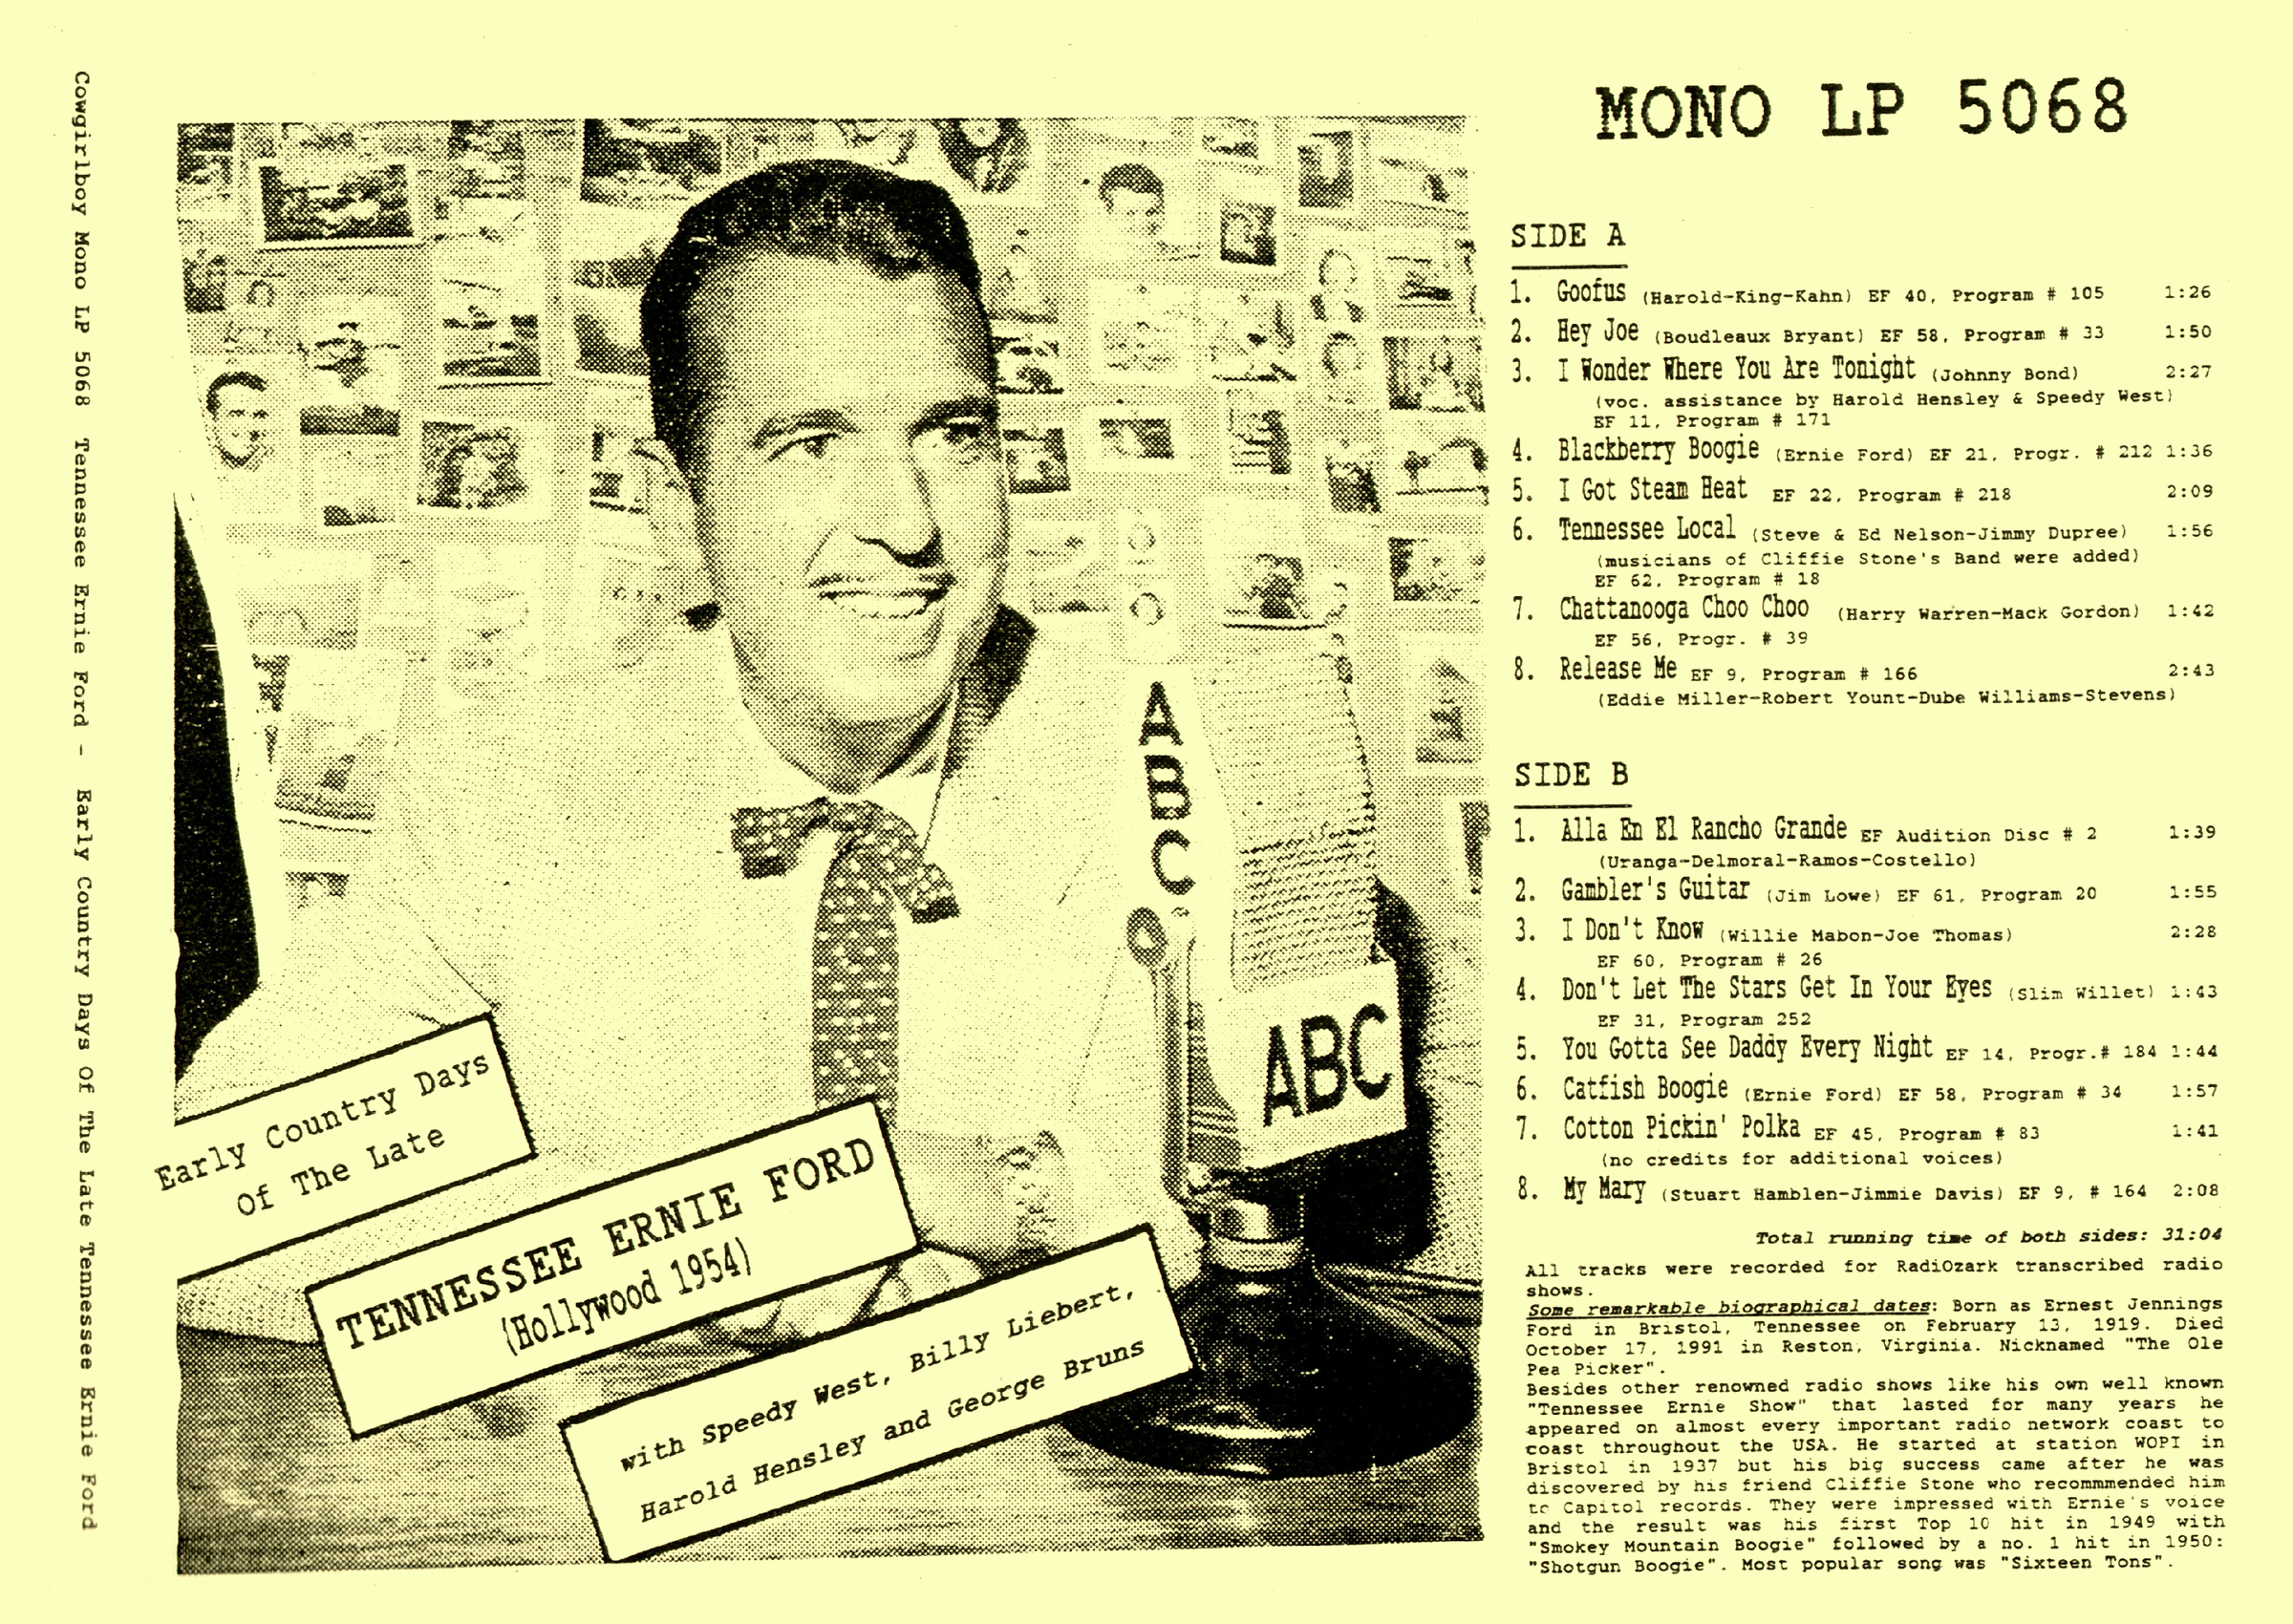 Cowgirlboy Mono LP 5068 Tennessee Ernie Ford - Early Country Days Of The Late Tennessee Ernie Ford
ABC
ABC
Early Country Days
Of The Late
TENNESSEE ERNIE FORD
(Hollywood 1954)
with Speedy West, Billy Liebert,
Harold Hensley and George Bruns
MONO LP 5068
SIDE A
1. Goofus (Harold-King-Kahn) EF 40, Program # 105 1:26
2. Hey Joe (Boudleaux Bryant) EF 58, Program # 33 1:50
3. I Wonder Where You Are Tonight (Johnny Bond) 2:27
(voc. assistance by Harold Hensley & Speedy West)
EF 11, Program # 171
4. Blackberry Boogie (Ernie Ford) EF 21, Progr. # 212 1:36
5. I Got Steam Heat EF 22, Program # 218 2:09
6. Tennessee Local (Steve & Ed Nelson-Jimmy Dupree) 1:56
(musicians of Cliffie Stone's Band were added)
EF 62, Program # 18
7. Chattanooga Choo Choo (Harry Warren-Mack Gordon) 1:42
EF 56, Progr. # 39
8. Release Me EF 9, Program # 166 2:43
(Eddie Miller-Robert Yount-Dube Williams-Stevens)
SIDE B
1. Alla En El Rancho Grande EF Audition Disc # 2 1:39
(Uranga-Delmoral-Ramos-Costello)
2. Gambler's Guitar (Jim Lowe) EF 61, Program 20 1:55
3. I Don't Know (Willie Mabon-Joe Thomas) 2:28
EF 60, Program # 26
4. Don't Let The Stars Get In Your Eyes (Slim Willet) 1:43
EF 31, Program 252
5. You Gotta See Daddy Every Night EF 14, Progr.# 184 1:44
6. Catfish Boogie (Ernie Ford) EF 58, Program # 34 1:57
7. Cotton Pickin' Polka EF 45, Program # 83 1:41
(no credits for additional voices)
8. My Mary (Stuart Hamblen-Jimmie Davis) EF 9, # 164 2:08
Total running time of both sides: 31:04
All tracks were recorded for RadiOzark transcribed radio
shows.
Some remarkable biographical dates: Born as Ernest Jennings
Ford in Bristol, Tennessee on February 13, 1919. Died
October 17, 1991 in Reston, Virginia. Nicknamed "The Ole
Pea Picker".
Besides other renowned radio shows like his own well known
"Tennessee Ernie Show" that lasted for many years he
appeared on almost every important radio network coast to
coast throughout the USA. He started at station WOPI in
Bristol in 1937 but his big success came after he was
discovered by his friend Cliffie Stone who recommmended him
to Capitol records. They were impressed with Ernie's voice
and the result was his first Top 10 hit in 1949 with
"Smokey Mountain Boogie" followed by a no. 1 hit in 1950:
"Shotgun Boogie". Most popular song was "Sixteen Tons".